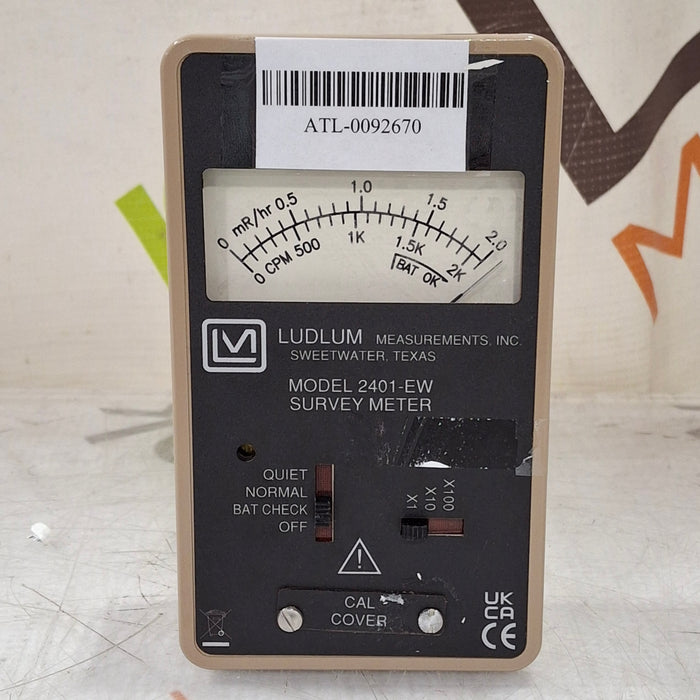 ATL-0092670
0 mR/hr 0.5 1.0 1.5 2.0
0 CPM 500 1K 1.5K 2K
BAT OK
LM
LUDLUM MEASUREMENTS, INC.
SWEETWATER, TEXAS
MODEL 2401-EW
SURVEY METER
QUIET
NORMAL
BAT CHECK
OFF
X1
X10
X100
CAL
COVER
UK
CA
CE